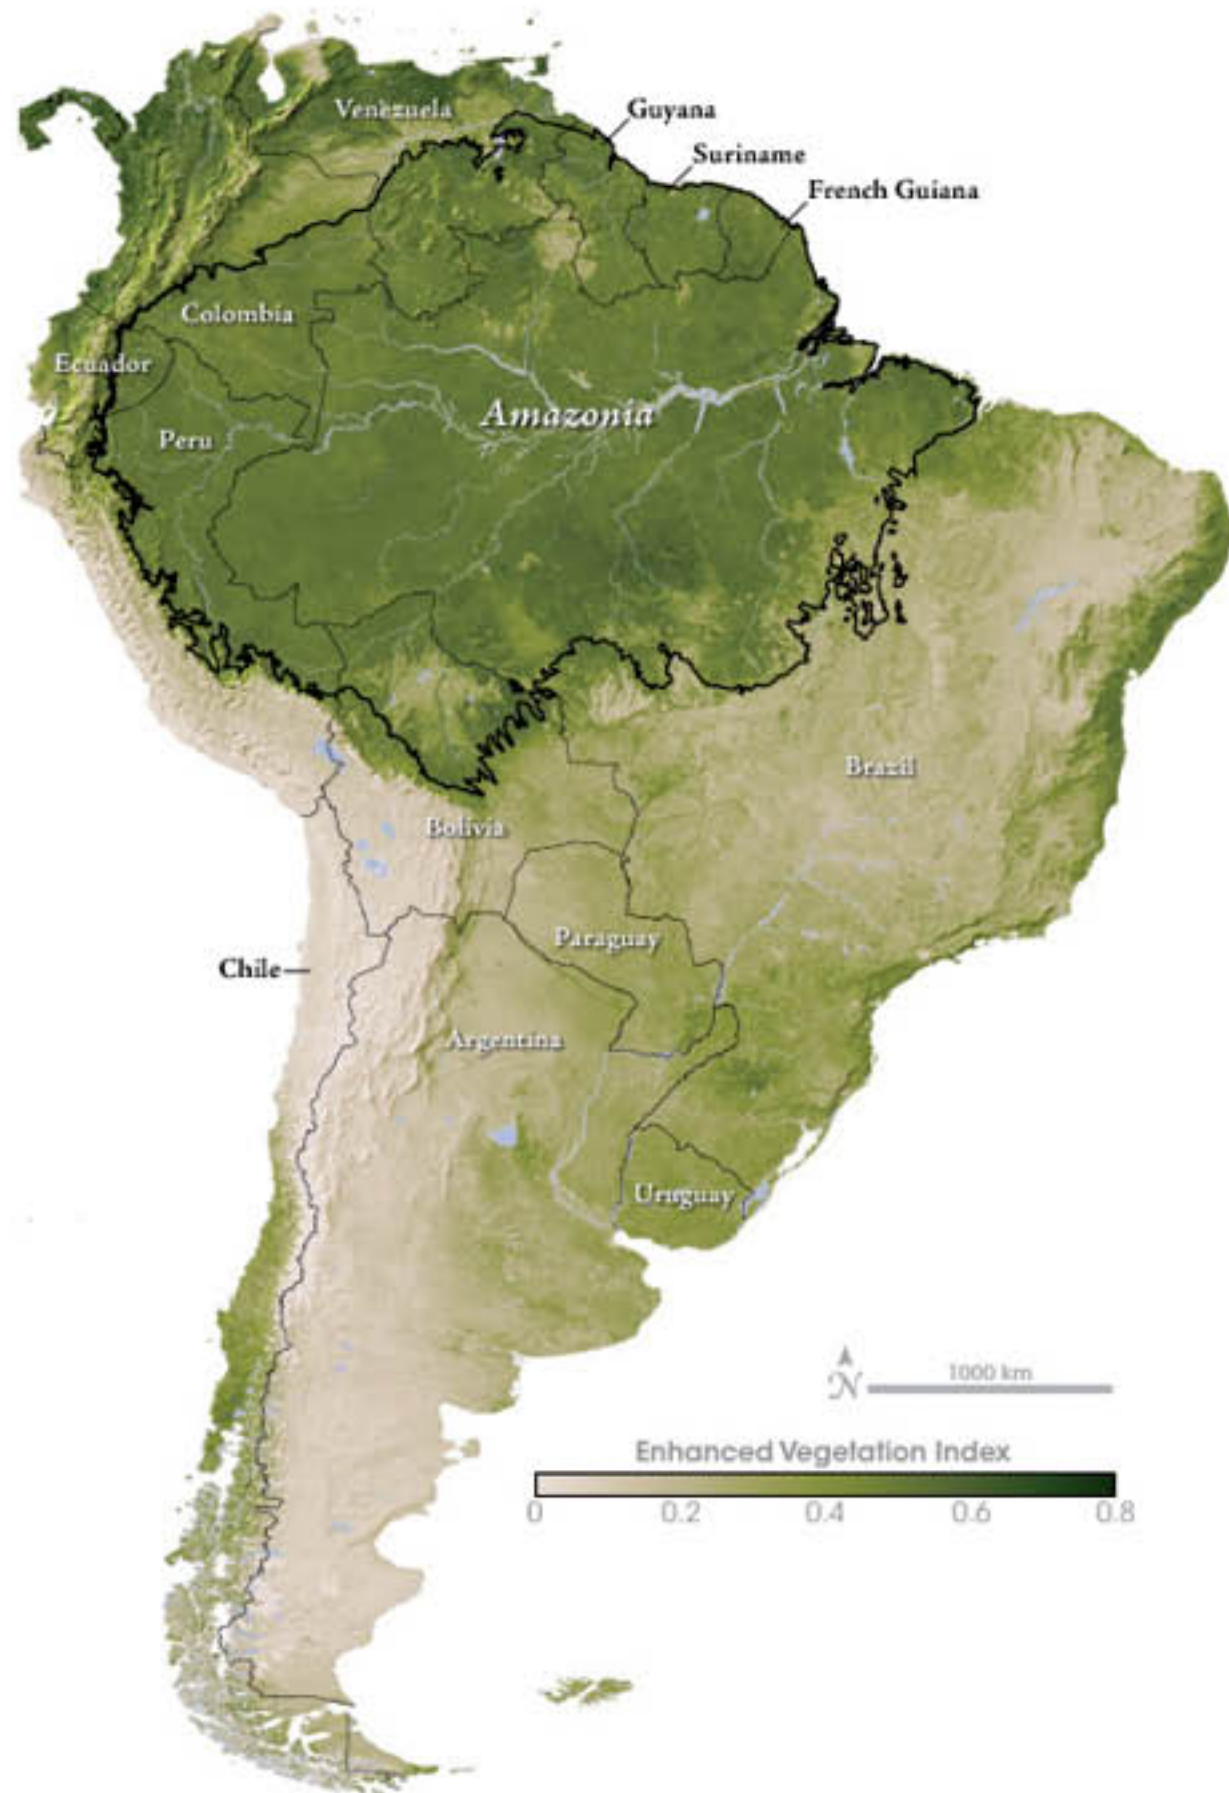 Venezuela
Guyana
Suriname
French Guiana
Colombia
Ecuador
Amazonia
Peru
Brazil
Bolivia
Paraguay
Chile
Argentina
Uruguay
N
1000 km
Enhanced Vegetation Index
0 0.2 0.4 0.6 0.8